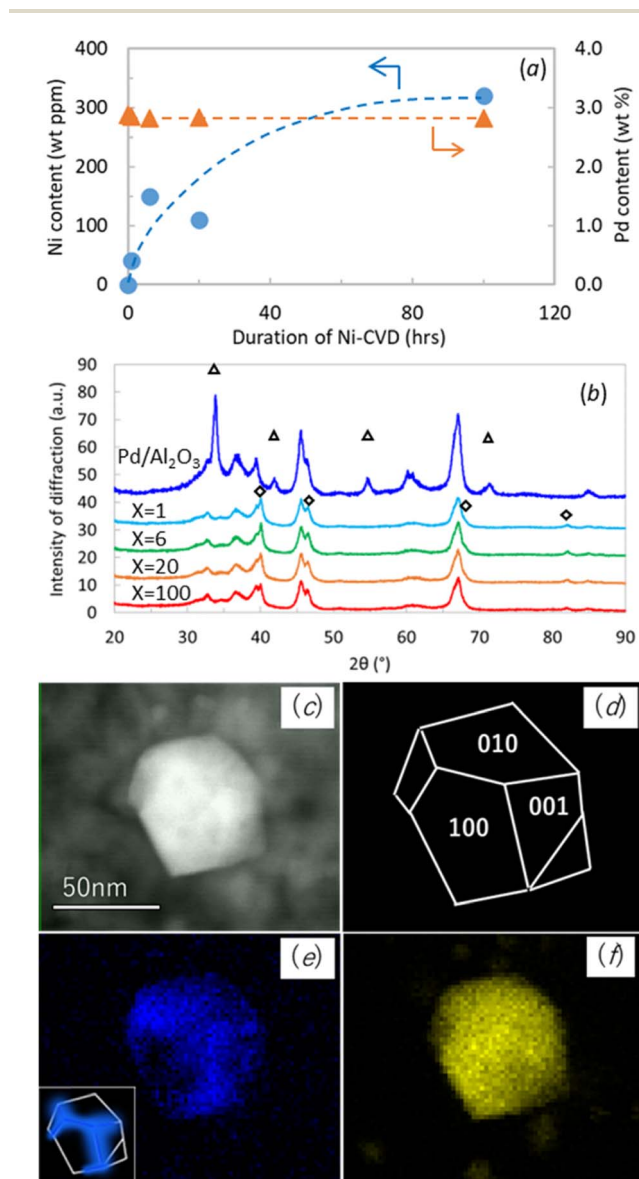 (a)
400
300
200
100
0
Ni content (wt ppm)
4.0
3.0
2.0
1.0
0.0
Pd content (wt %)
0
40
80
120
Duration of Ni-CVD (hrs)
(b)
90
80
70
60
50
40
30
20
10
0
Intensity of diffraction (a.u.)
Pd/Al₂O₃
X=1
X=6
X=20
X=100
20
30
40
50
60
70
80
90
2θ (°)
(c)
50nm
(d)
010
100
001
(e)
(f)